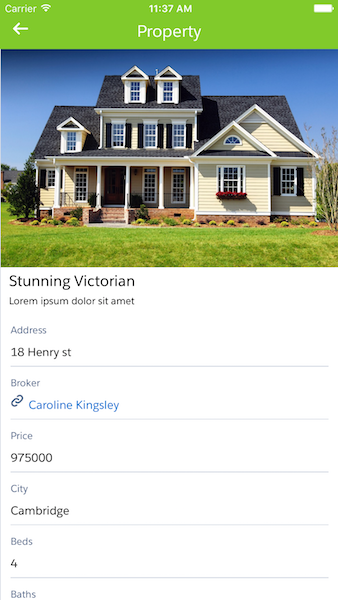 Carrier 11:37 AM
Property
Stunning Victorian
Lorem ipsum dolor sit amet
Address
18 Henry st
Broker
Caroline Kingsley
Price
975000
City
Cambridge
Beds
4
Baths